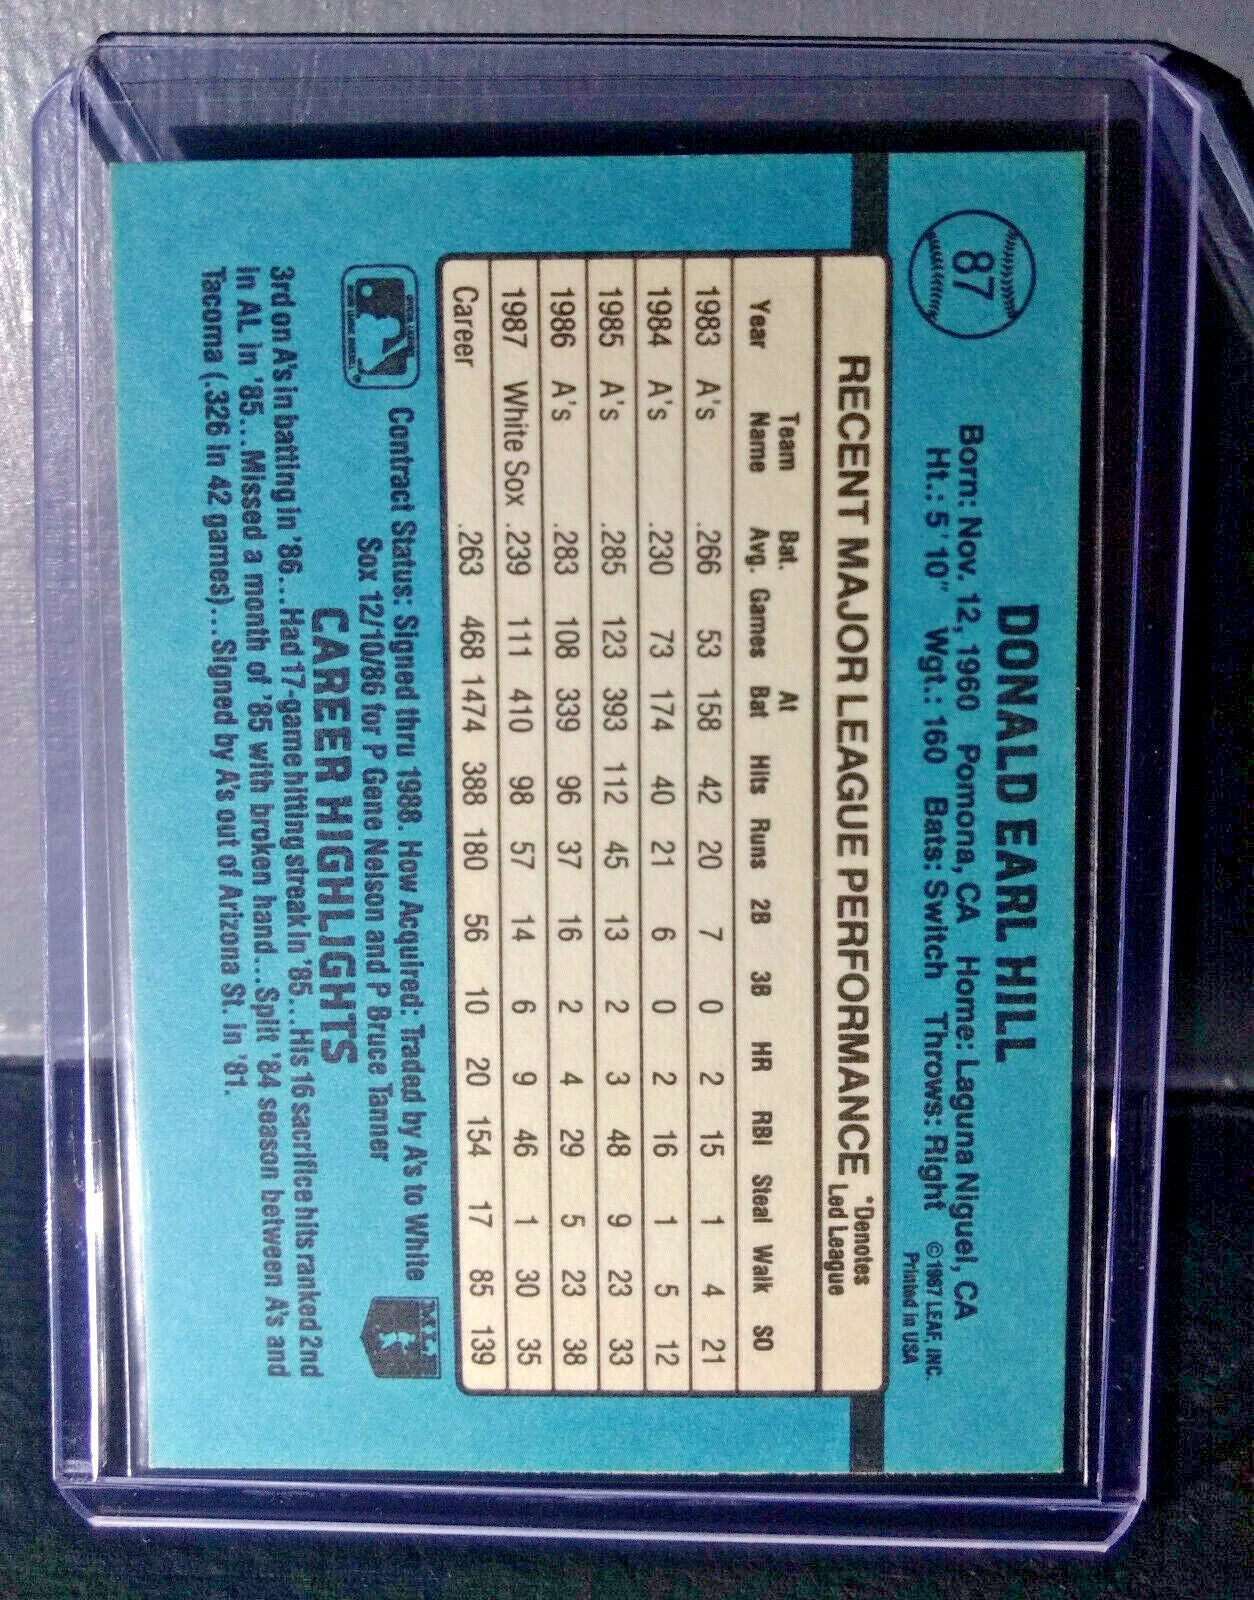 87
DONALD EARL HILL
Born: Nov. 12, 1960 Pomona, CA Home: Laguna Niguel, CA
Ht.: 5' 10" Wgt.: 160 Bats: Switch Throws: Right
©1987 LEAF, INC.
Printed in USA
RECENT MAJOR LEAGUE PERFORMANCE *Denotes Led League
Year Team Name Bat. Avg. Games At Bat Hits Runs 2B 3B HR RBI Steal Walk SO
1983 A's .266 53 158 42 20 7 0 2 15 1 4 21
1984 A's .230 73 174 40 21 6 0 2 16 1 5 12
1985 A's .285 123 393 112 45 13 2 3 48 9 23 33
1986 A's .283 108 339 96 37 16 2 4 29 5 23 38
1987 White Sox .239 111 410 98 57 14 6 9 46 1 30 35
Career .263 468 1474 388 180 56 10 20 154 17 85 139
Contract Status: Signed thru 1988. How Acquired: Traded by A's to White
Sox 12/10/86 for P Gene Nelson and P Bruce Tanner
CAREER HIGHLIGHTS
3rd on A's in batting in '86...Had 17-game hitting streak in '85...His 16 sacrifice hits ranked 2nd
in AL in '85...Missed a month of '85 with broken hand...Split '84 season between A's and
Tacoma (.326 in 42 games)...Signed by A's out of Arizona St. in '81.